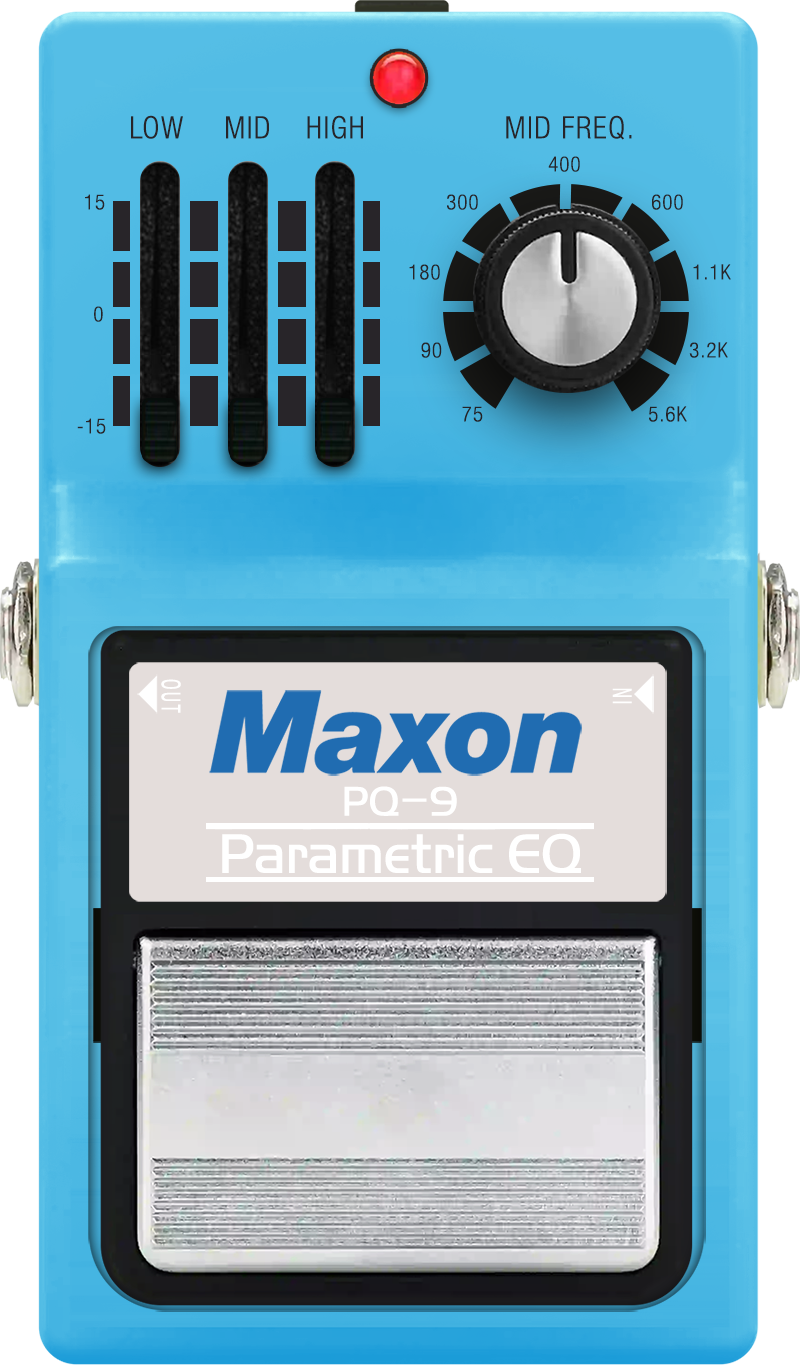 LOW MID HIGH
MID FREQ.
15
0
-15
400
300
600
180
1.1K
90
3.2K
75
5.6K
OUT
IN
Maxon
PQ-9
Parametric EQ